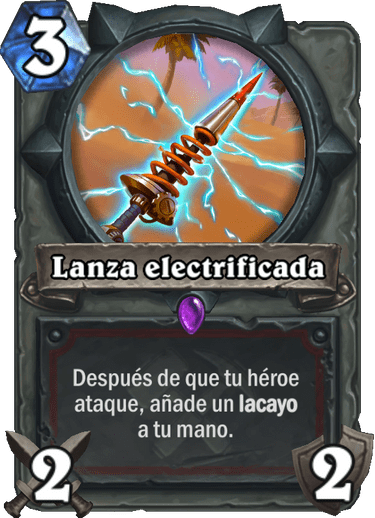 3
Lanza electrificada
Después de que tu héroe
ataque, añade un lacayo
a tu mano.
2
2